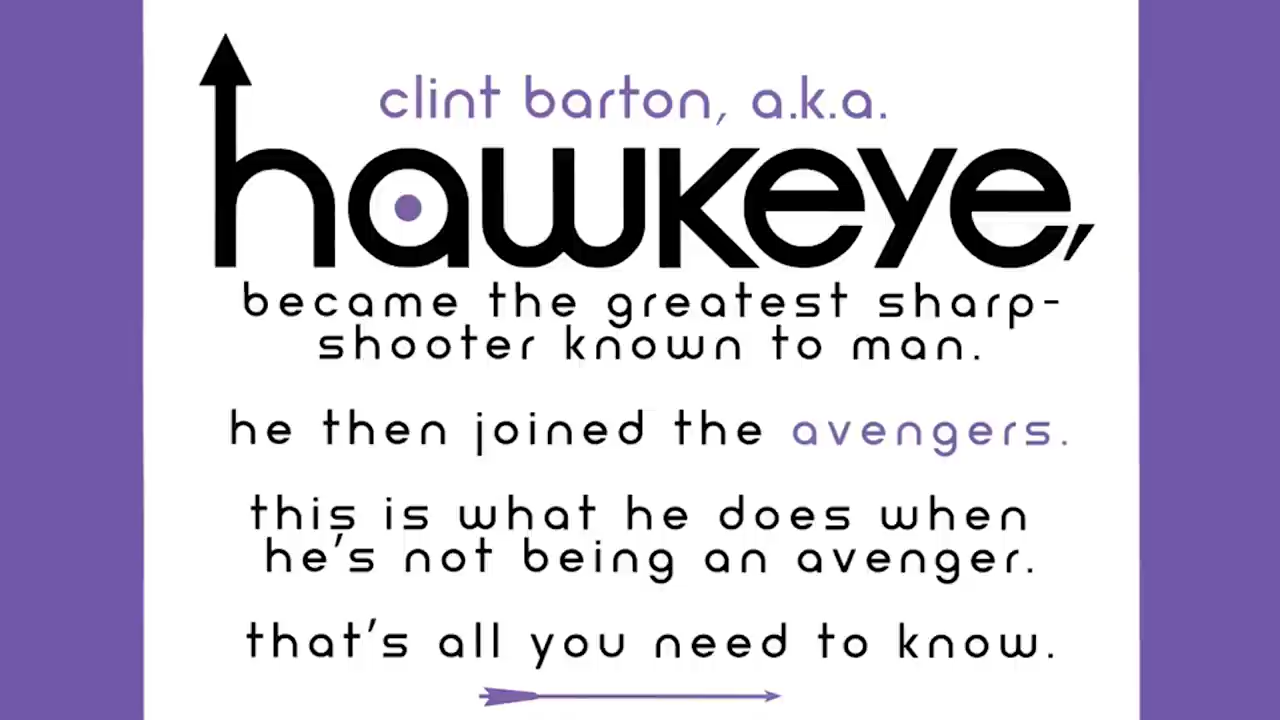 clint barton, a.k.a.
hawkeye,
became the greatest sharp-
shooter known to man.
he then joined the avengers.
this is what he does when
he's not being an avenger.
that's all you need to know.